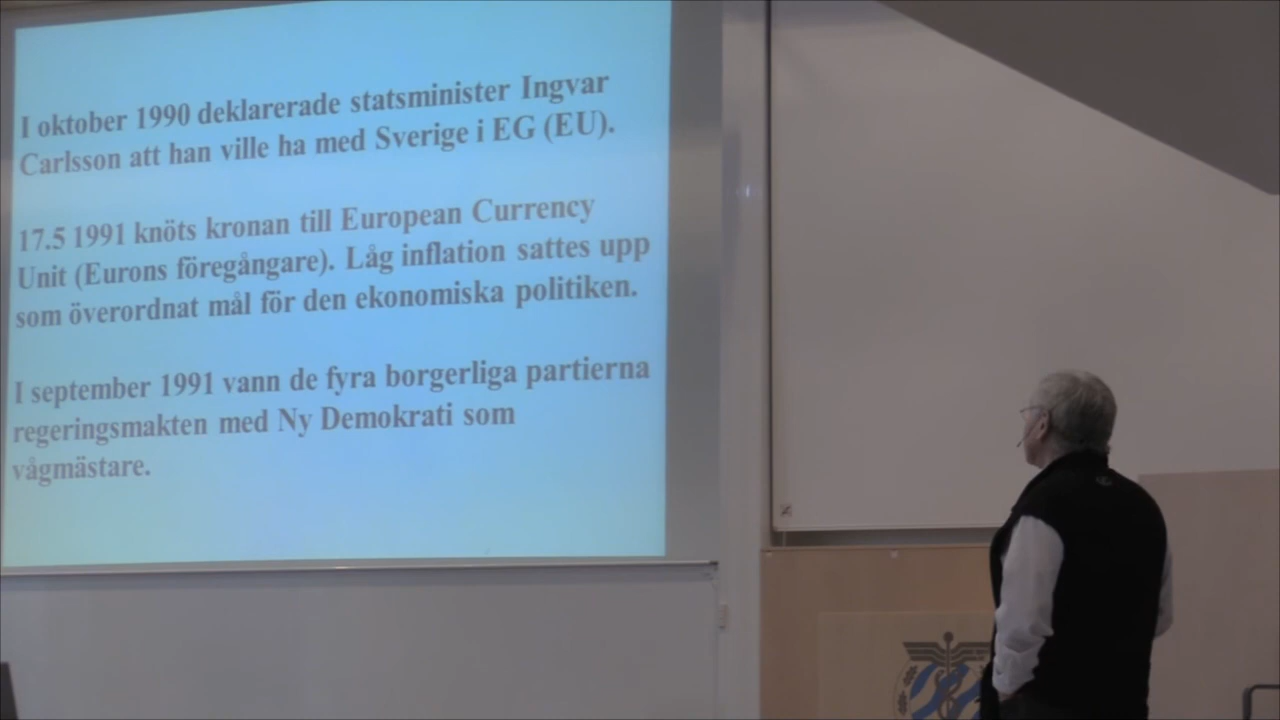 I oktober 1990 deklarerade statsminister Ingvar
Carlsson att han ville ha med Sverige i EG (EU).
17.5 1991 knöts kronan till European Currency
Unit (Eurons föregångare). Låg inflation sattes upp
som överordnat mål för den ekonomiska politiken.
I september 1991 vann de fyra borgerliga partierna
regeringsmakten med Ny Demokrati som
vågmästare.